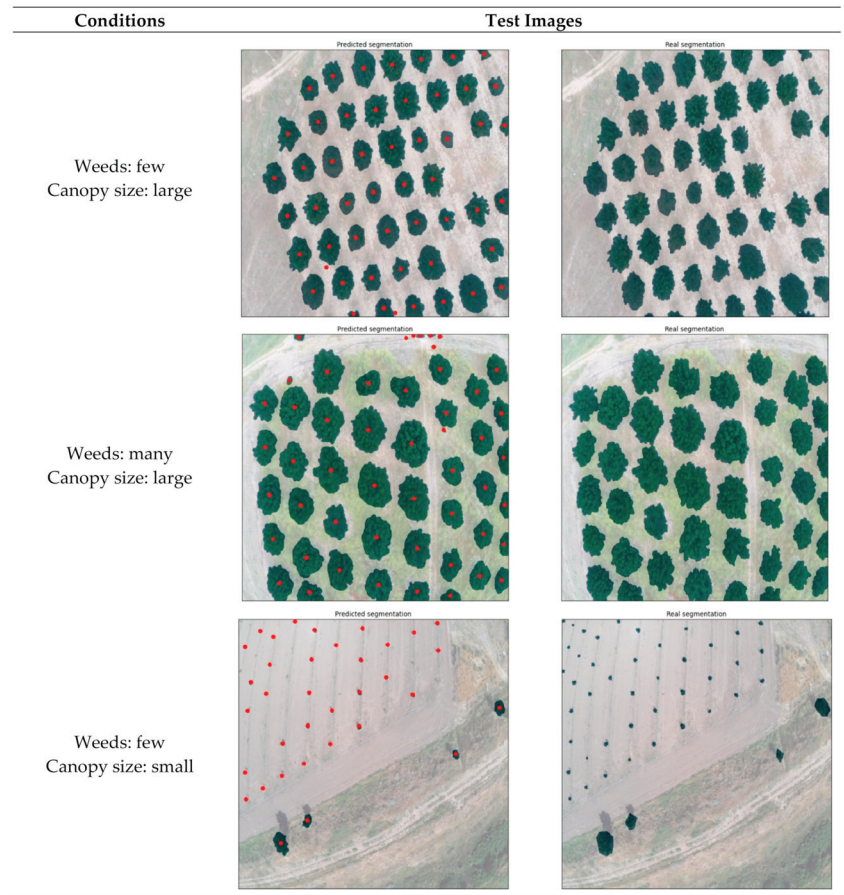 Conditions
Test Images
Predicted segmentation
Real segmentation
Weeds: few
Canopy size: large
Predicted segmentation
Real segmentation
Weeds: many
Canopy size: large
Predicted segmentation
Real segmentation
Weeds: few
Canopy size: small